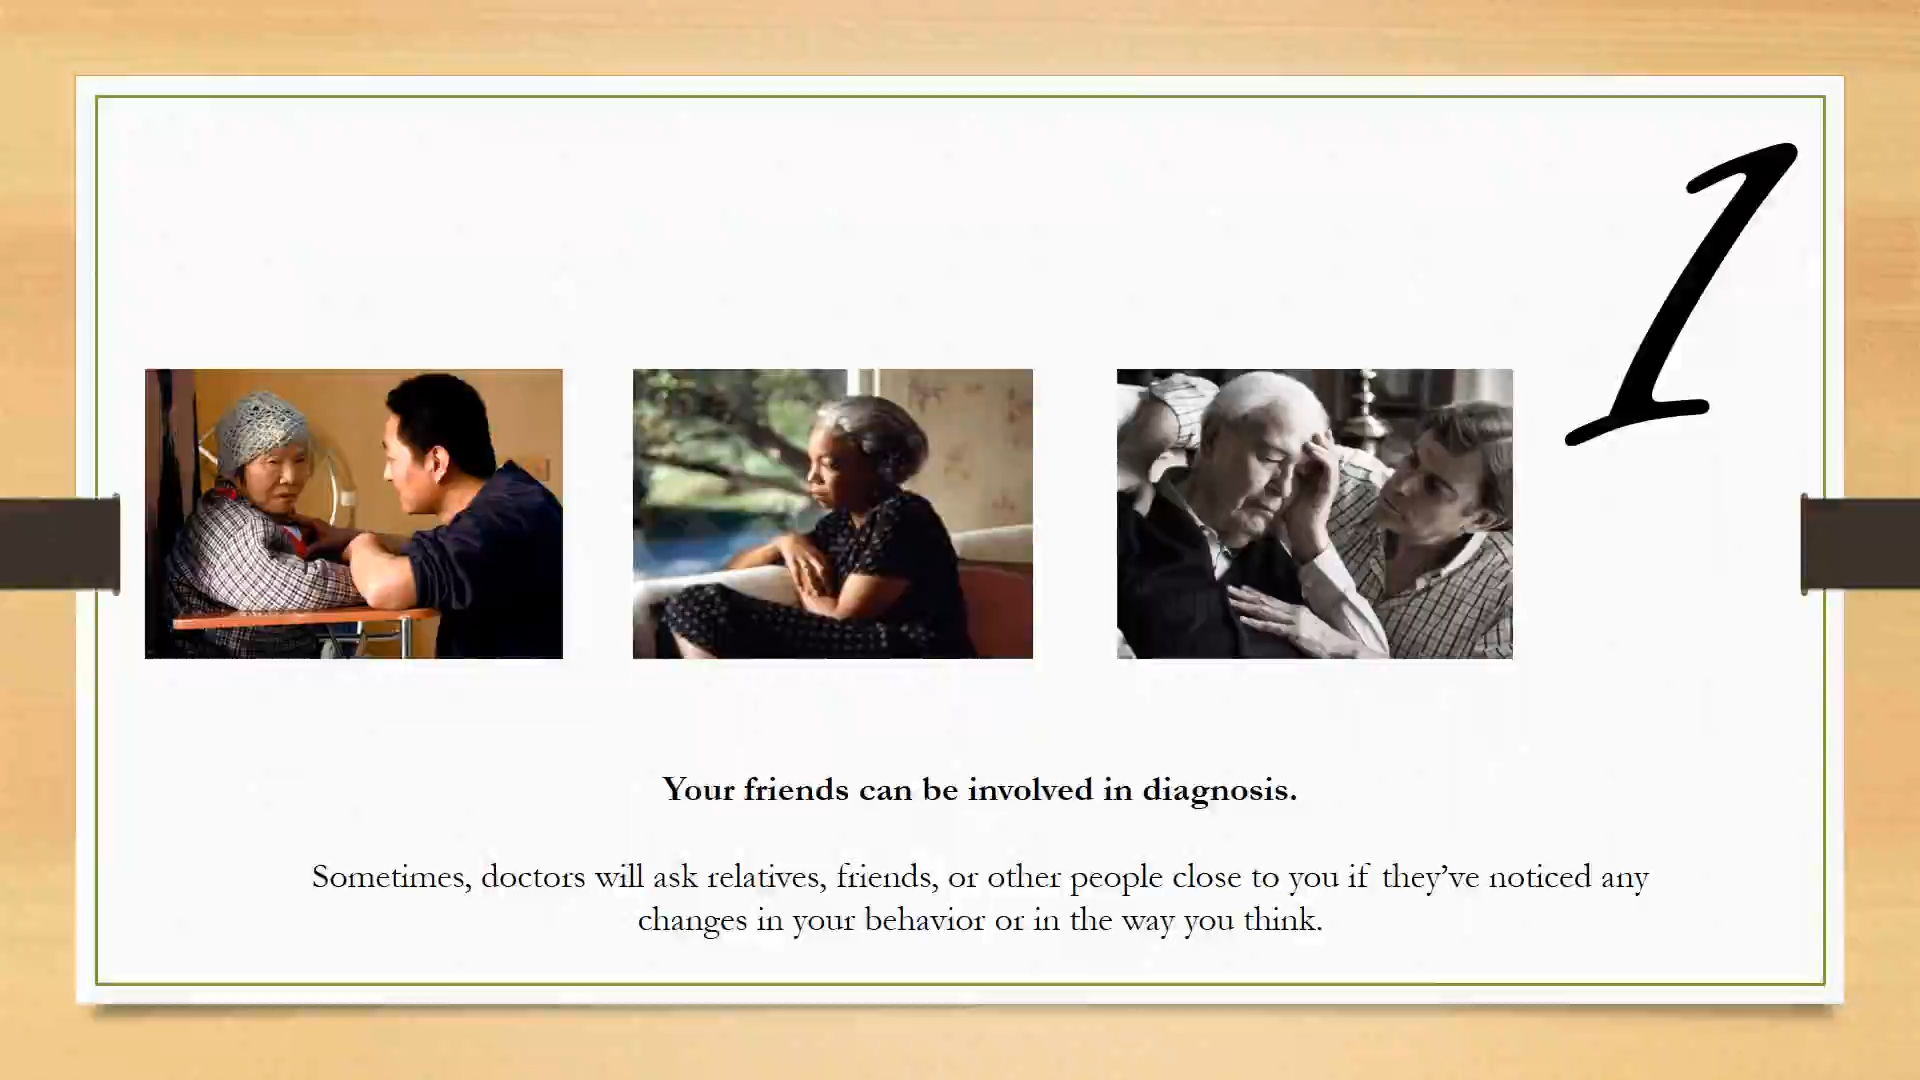 1
Your friends can be involved in diagnosis.
Sometimes, doctors will ask relatives, friends, or other people close to you if they’ve noticed any
changes in your behavior or in the way you think.